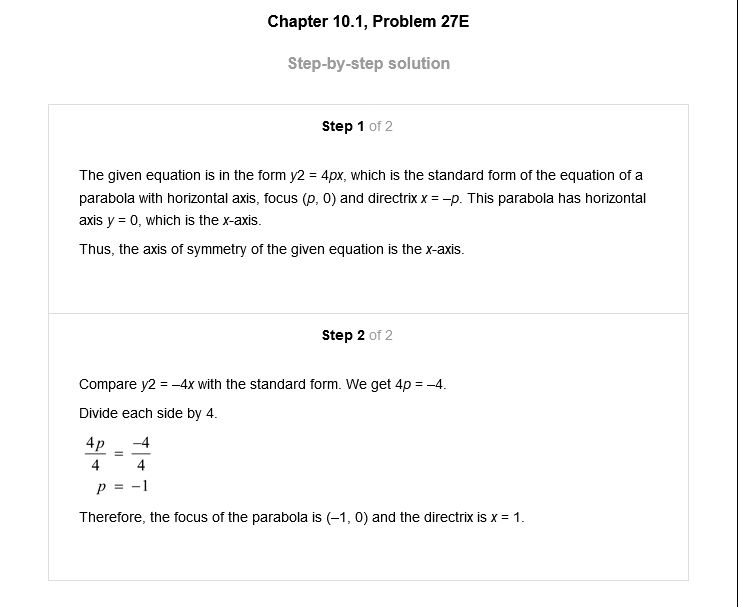 Chapter 10.1, Problem 27E
Step-by-step solution
Step 1 of 2
The given equation is in the form y2 = 4px, which is the standard form of the equation of a
parabola with horizontal axis, focus (p, 0) and directrix x = –p. This parabola has horizontal
axis y = 0, which is the x-axis.
Thus, the axis of symmetry of the given equation is the x-axis.
Step 2 of 2
Compare y2 = –4x with the standard form. We get 4p = –4.
Divide each side by 4.
4p/4 = –4/4
p = –1
Therefore, the focus of the parabola is (–1, 0) and the directrix is x = 1.